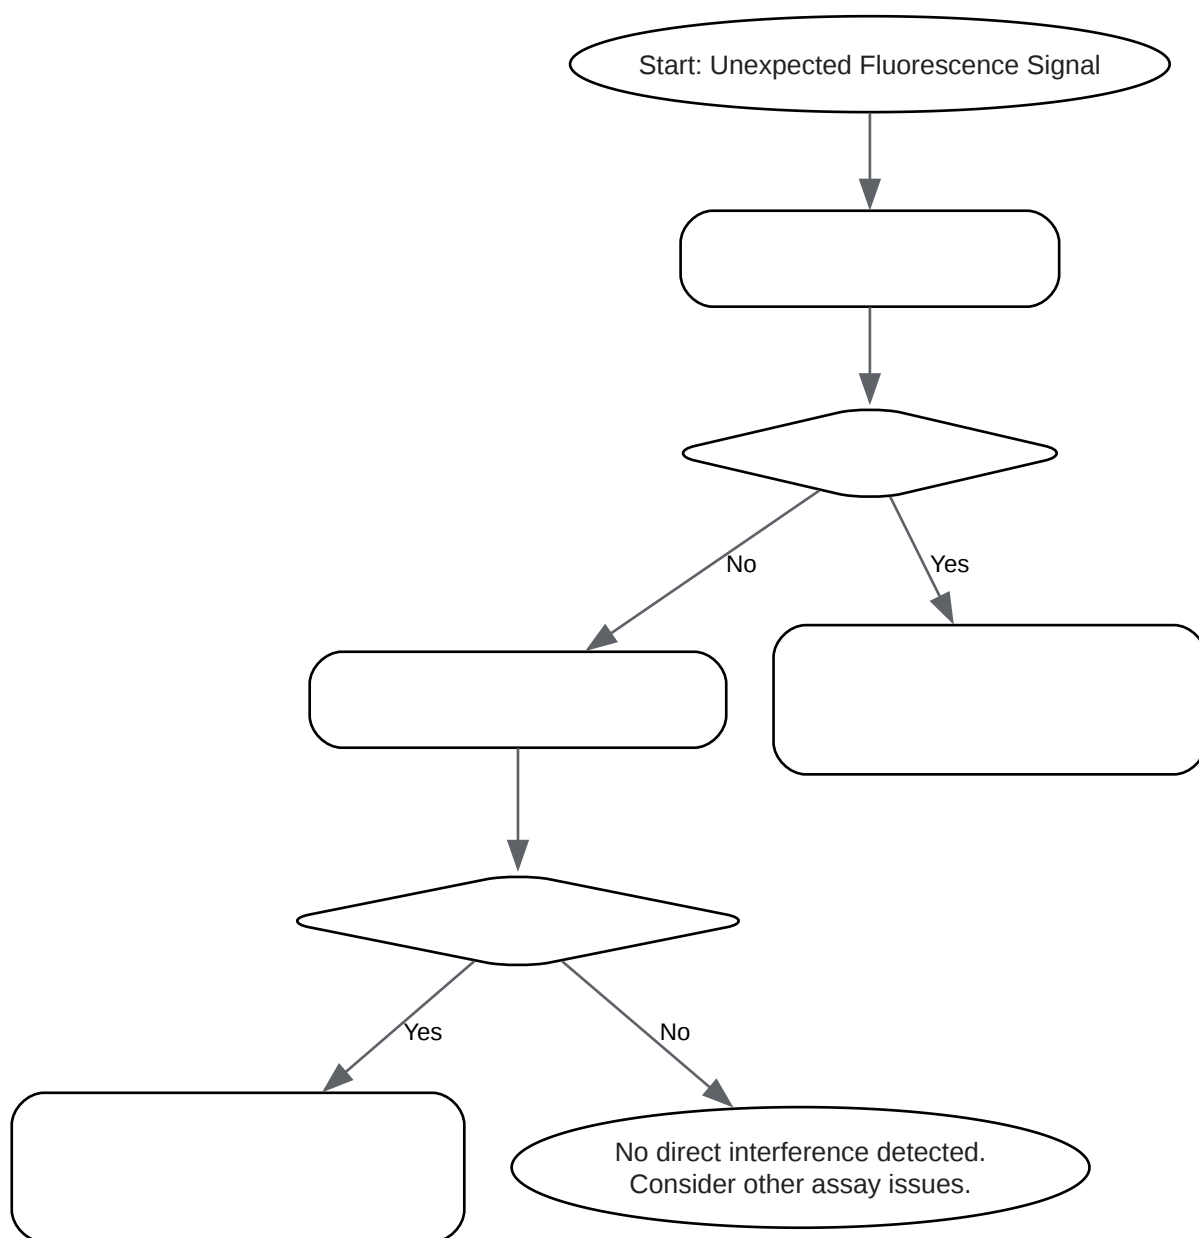 Start: Unexpected Fluorescence Signal
No
Yes
Yes
No
No direct interference detected.
Consider other assay issues.